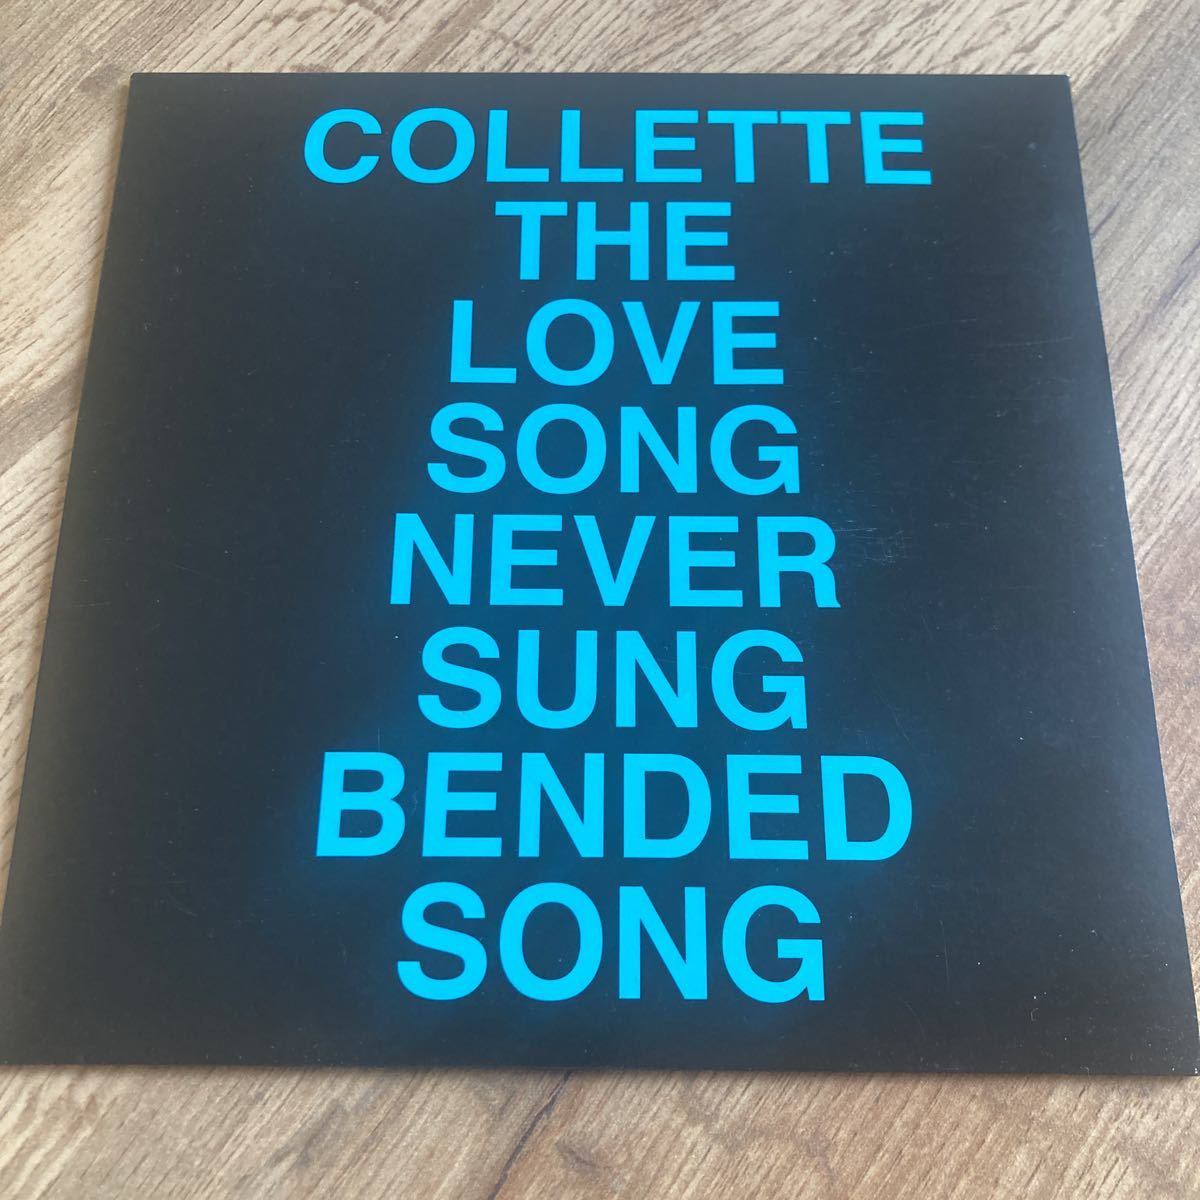 COLLETTE
THE
LOVE
SONG
NEVER
SUNG
BENDED
SONG